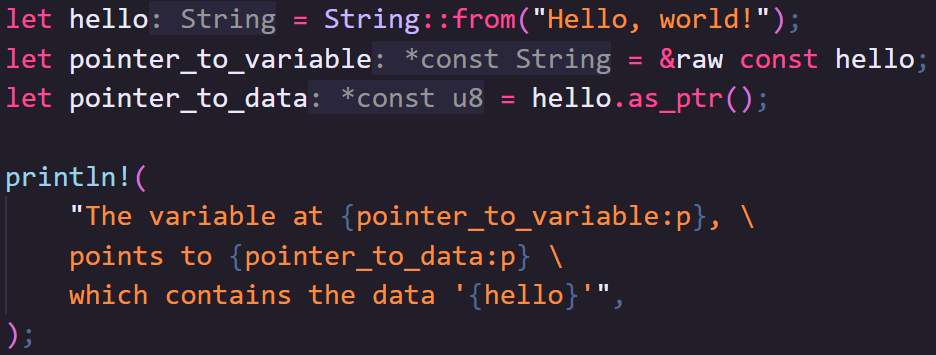 let hello: String = String::from("Hello, world!");
let pointer_to_variable: *const String = &raw const hello;
let pointer_to_data: *const u8 = hello.as_ptr();
println!(
"The variable at {pointer_to_variable:p}, \
points to {pointer_to_data:p} \
which contains the data '{hello}'",
);